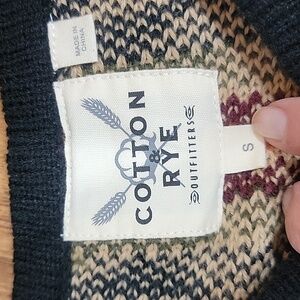 MADE IN
CHINA
COTTON
&
RYE
OUTFITTERS
S